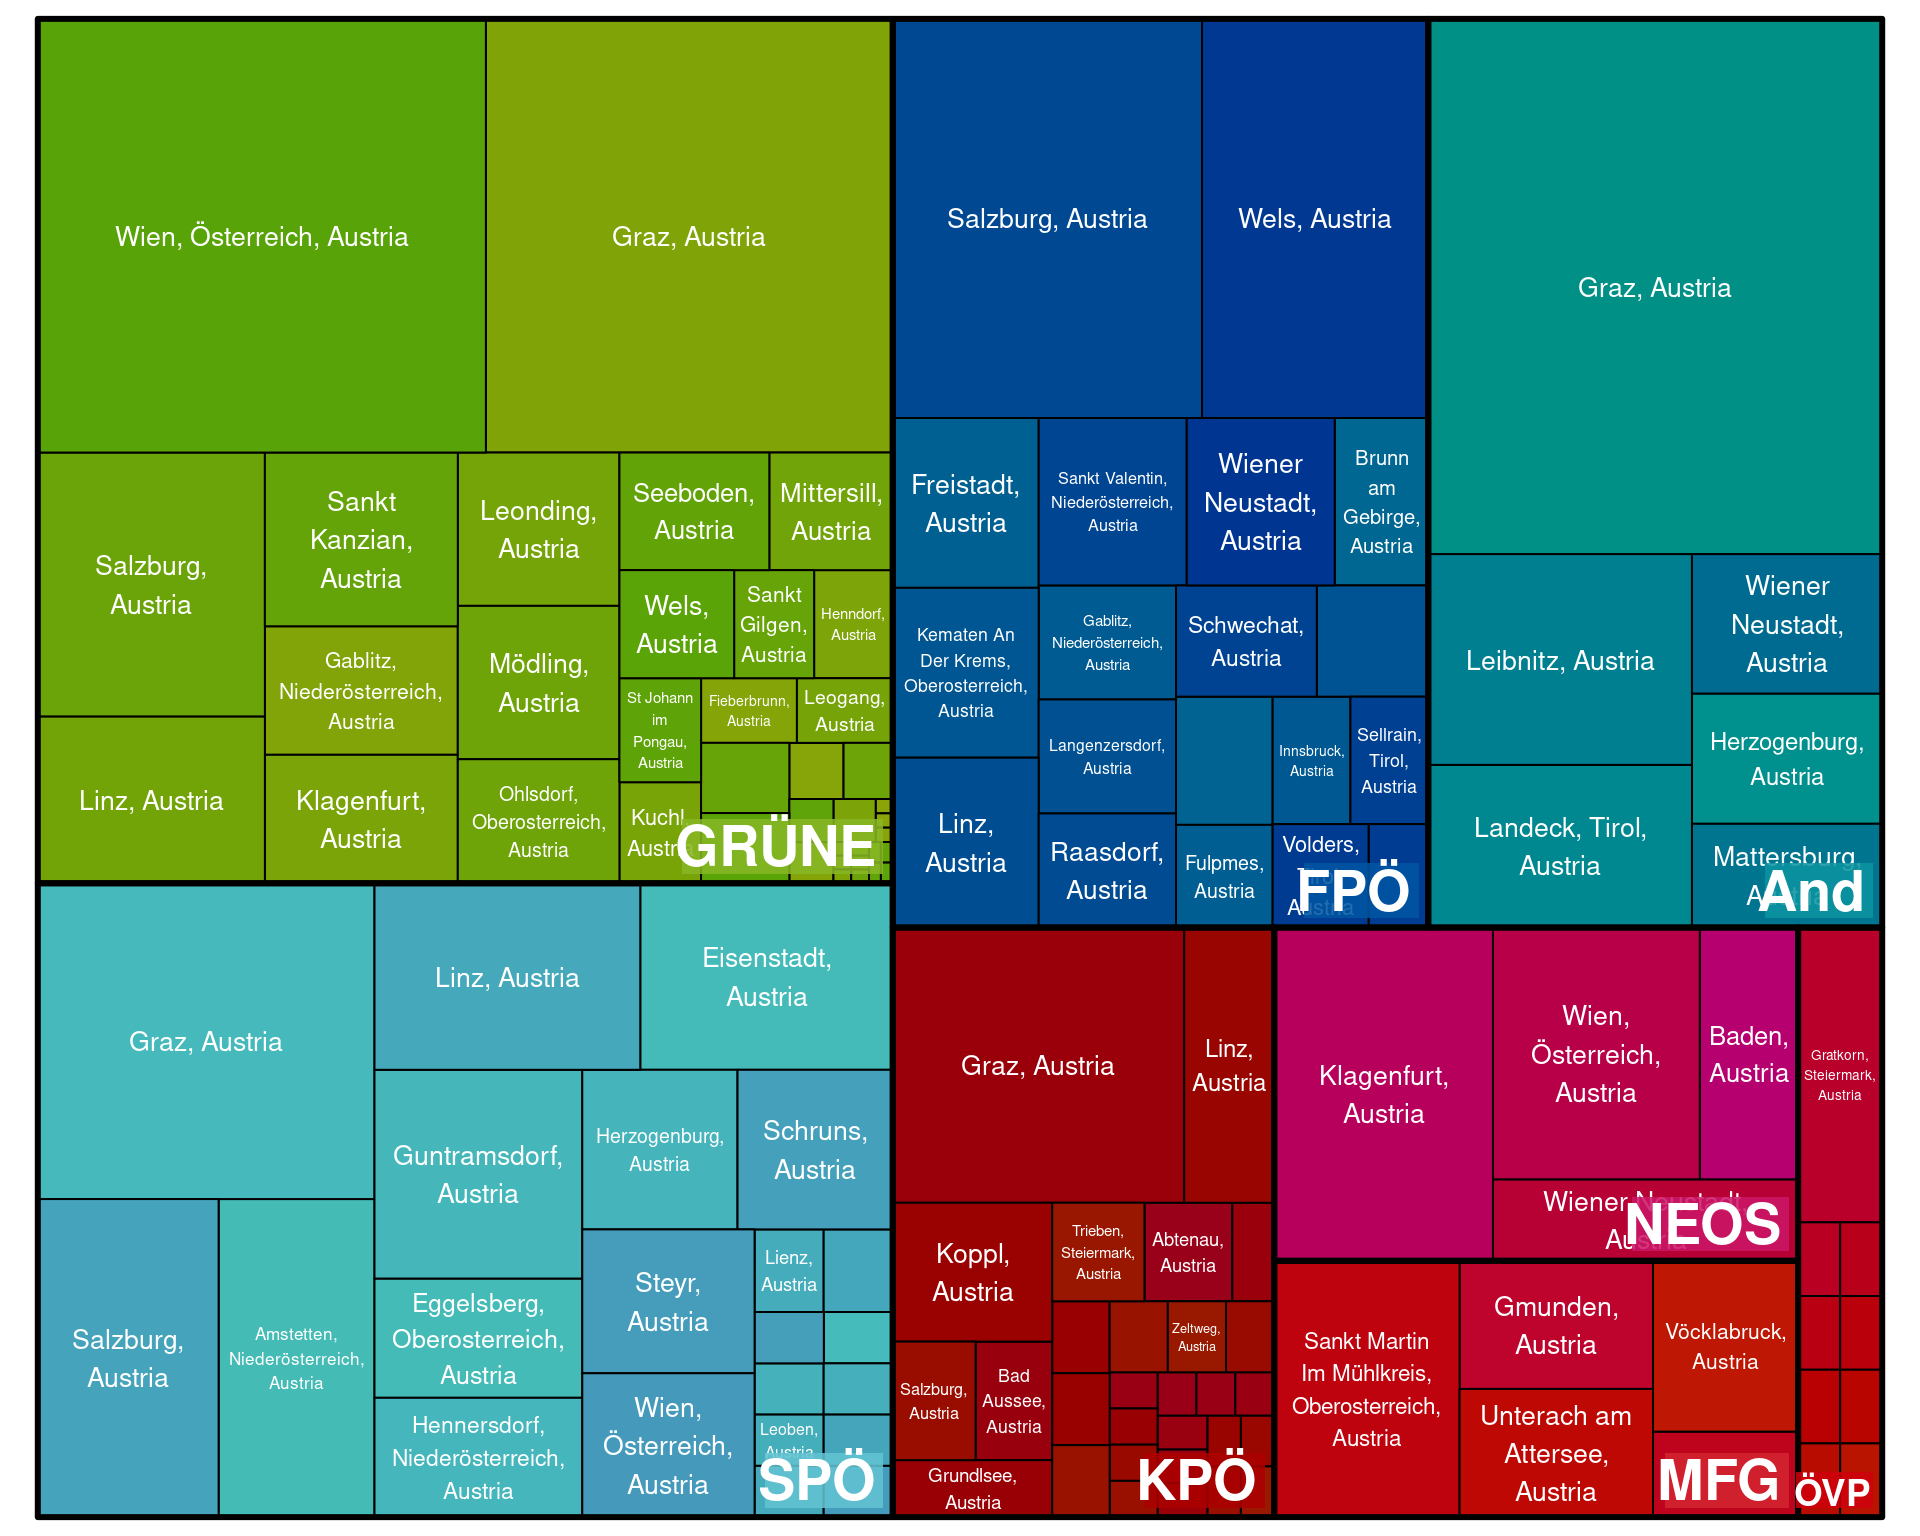 Wien, Österreich, Austria
Graz, Austria
Salzburg,
Austria
Sankt
Kanzian,
Austria
Leonding,
Austria
Seeboden,
Austria
Mittersill,
Austria
Wels,
Austria
Sankt
Gilgen,
Austria
Henndorf,
Austria
Gablitz,
Niederösterreich,
Austria
Mödling,
Austria
St Johann
im
Pongau,
Austria
Fieberbrunn,
Austria
Leogang,
Austria
Linz, Austria
Klagenfurt,
Austria
Ohlsdorf,
Oberosterreich,
Austria
Kuchl,
Austria
GRÜNE
Salzburg, Austria
Wels, Austria
Freistadt,
Austria
Sankt Valentin,
Niederösterreich,
Austria
Wiener
Neustadt,
Austria
Brunn
am
Gebirge,
Austria
Kematen An
Der Krems,
Oberosterreich,
Austria
Gablitz,
Niederösterreich,
Austria
Schwechat,
Austria
Langenzersdorf,
Austria
Innsbruck,
Austria
Sellrain,
Tirol,
Austria
Linz,
Austria
Raasdorf,
Austria
Fulpmes,
Austria
Volders,
Tirol,
Austria
FPÖ
Graz, Austria
Leibnitz, Austria
Wiener
Neustadt,
Austria
Herzogenburg,
Austria
Landeck, Tirol,
Austria
Mattersburg,
Austria
And
Graz, Austria
Linz, Austria
Eisenstadt,
Austria
Guntramsdorf,
Austria
Herzogenburg,
Austria
Schruns,
Austria
Salzburg,
Austria
Amstetten,
Niederösterreich,
Austria
Eggelsberg,
Oberosterreich,
Austria
Steyr,
Austria
Lienz,
Austria
Hennersdorf,
Niederösterreich,
Austria
Wien,
Österreich,
Austria
Leoben,
Austria
SPÖ
Graz, Austria
Linz,
Austria
Koppl,
Austria
Trieben,
Steiermark,
Austria
Abtenau,
Austria
Zeltweg,
Austria
Salzburg,
Austria
Bad
Aussee,
Austria
Grundlsee,
Austria
KPÖ
Klagenfurt,
Austria
Wien,
Österreich,
Austria
Baden,
Austria
Wiener Neustadt,
Austria
NEOS
Sankt Martin
Im Mühlkreis,
Oberosterreich,
Austria
Gmunden,
Austria
Vöcklabruck,
Austria
Unterach am
Attersee,
Austria
MFG
Gratkorn,
Steiermark,
Austria
ÖVP